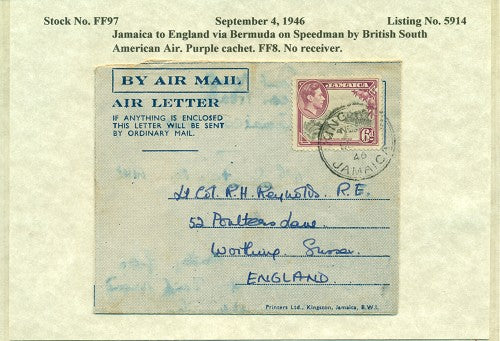 Stock No. FF97 September 4, 1946 Listing No. 5914
Jamaica to England via Bermuda on Speedman by British South
American Air. Purple cachet. FF8. No receiver.
BY AIR MAIL
AIR LETTER
IF ANYTHING IS ENCLOSED
THIS LETTER WILL BE SENT
BY ORDINARY MAIL.
JAMAICA
6d
46
JAMAICA
Lt Col. R.H. Reynolds. R.E.
52 Poulters Lane
Worthing. Sussex.
ENGLAND.
Printers Ltd., Kingston, Jamaica, B.W.I.